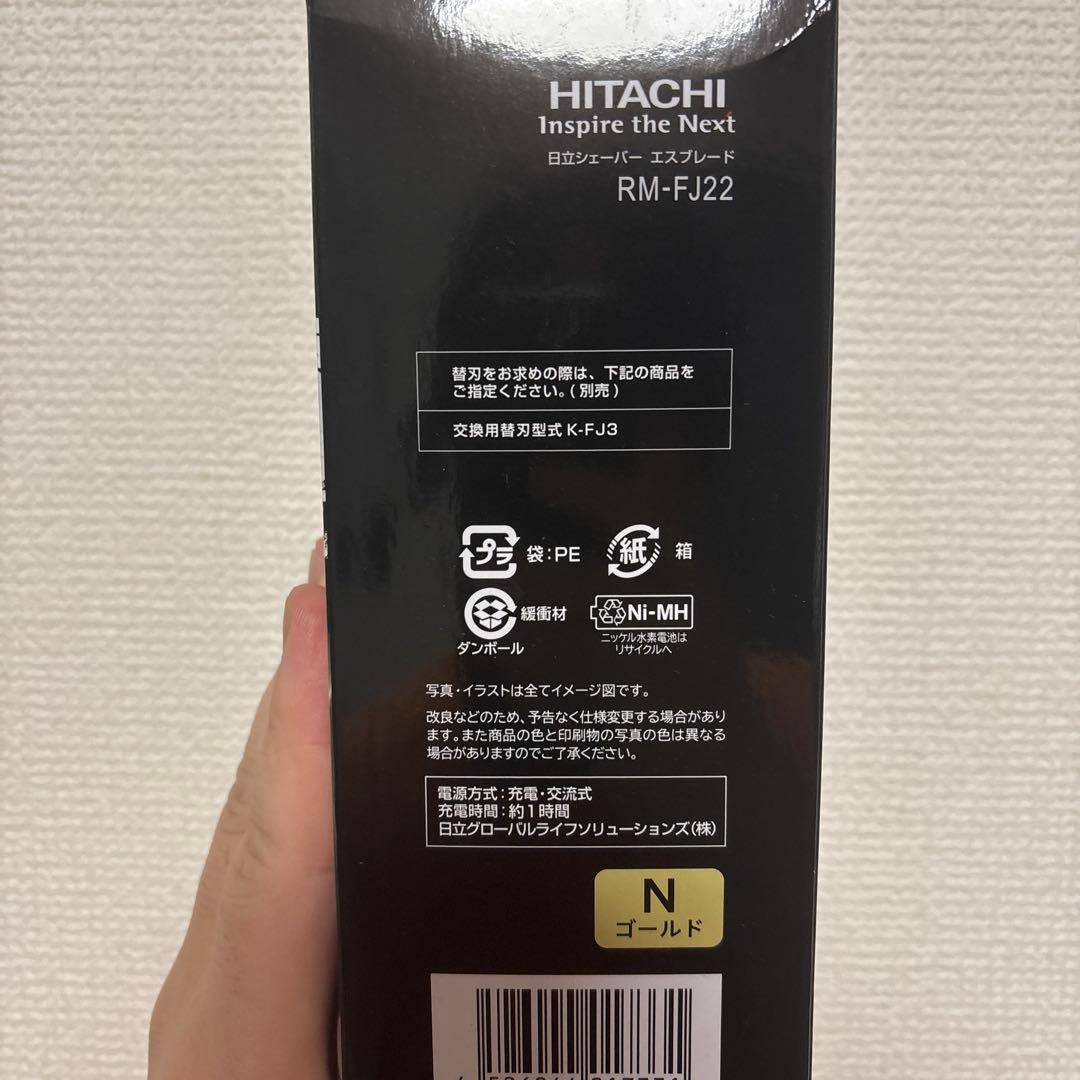 HITACHI
Inspire the Next
日立シェーバー エスブレード
RM-FJ22
替刃をお求めの際は、下記の商品を
ご指定ください。(別売)
交換用替刃型式 K-FJ3
プラ 袋:PE 紙 箱
緩衝材 Ni-MH
ダンボール
ニッケル水素電池は
リサイクルへ
写真・イラストは全てイメージ図です。
改良などのため、予告なく仕様変更する場合があり
ます。また商品の色と印刷物の写真の色は異なる
場合がありますのでご了承ください。
電源方式:充電・交流式
充電時間:約1時間
日立グローバルライフソリューションズ(株)
N
ゴールド